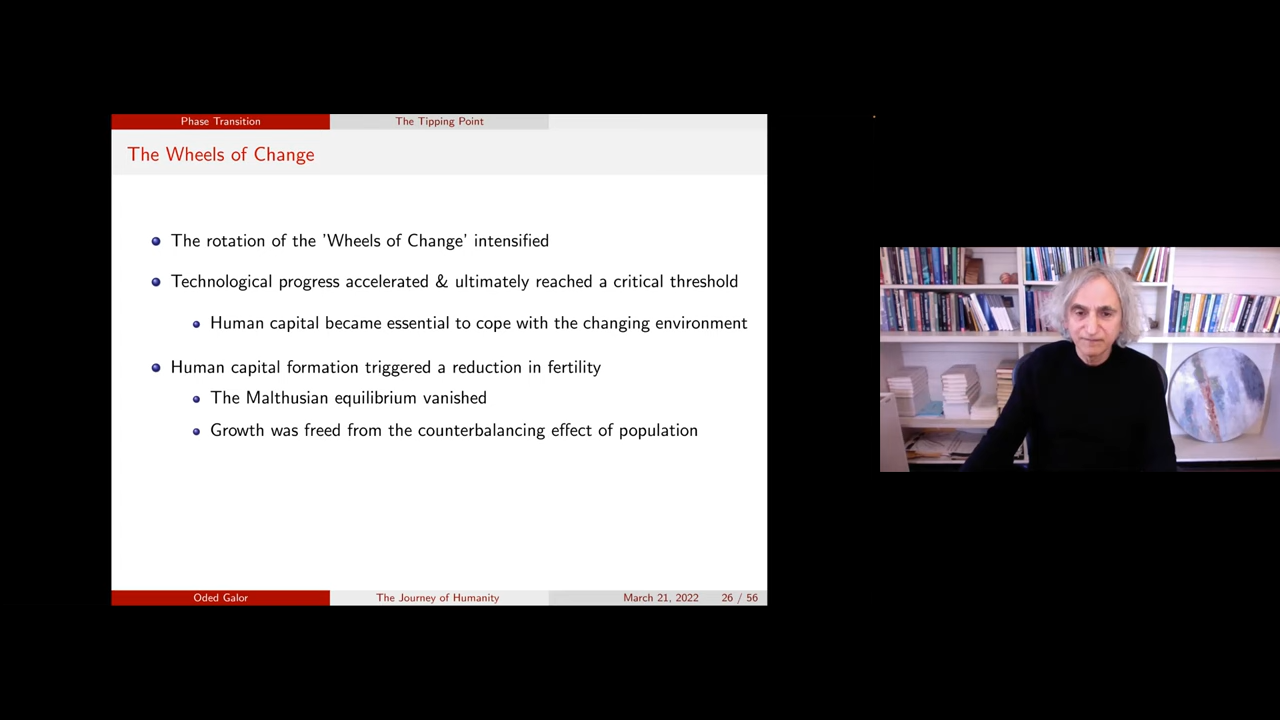 Phase Transition
The Tipping Point
The Wheels of Change
The rotation of the 'Wheels of Change' intensified
Technological progress accelerated & ultimately reached a critical threshold
Human capital became essential to cope with the changing environment
Human capital formation triggered a reduction in fertility
The Malthusian equilibrium vanished
Growth was freed from the counterbalancing effect of population
Oded Galor
The Journey of Humanity
March 21, 2022
26 / 56